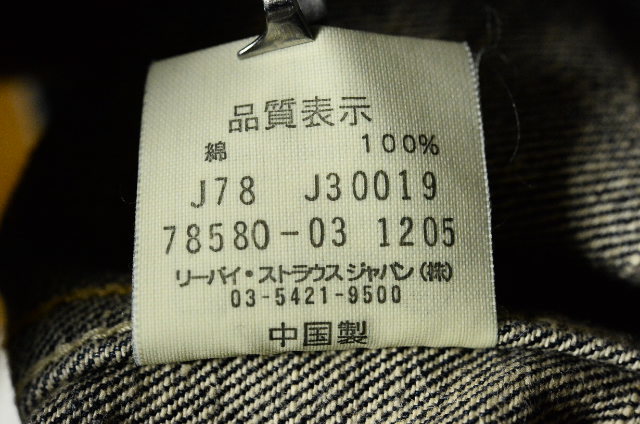 品質表示
綿 100%
J78 J30019
78580-03 1205
リーバイ・ストラウスジャパン(株)
03-5421-9500
中国製